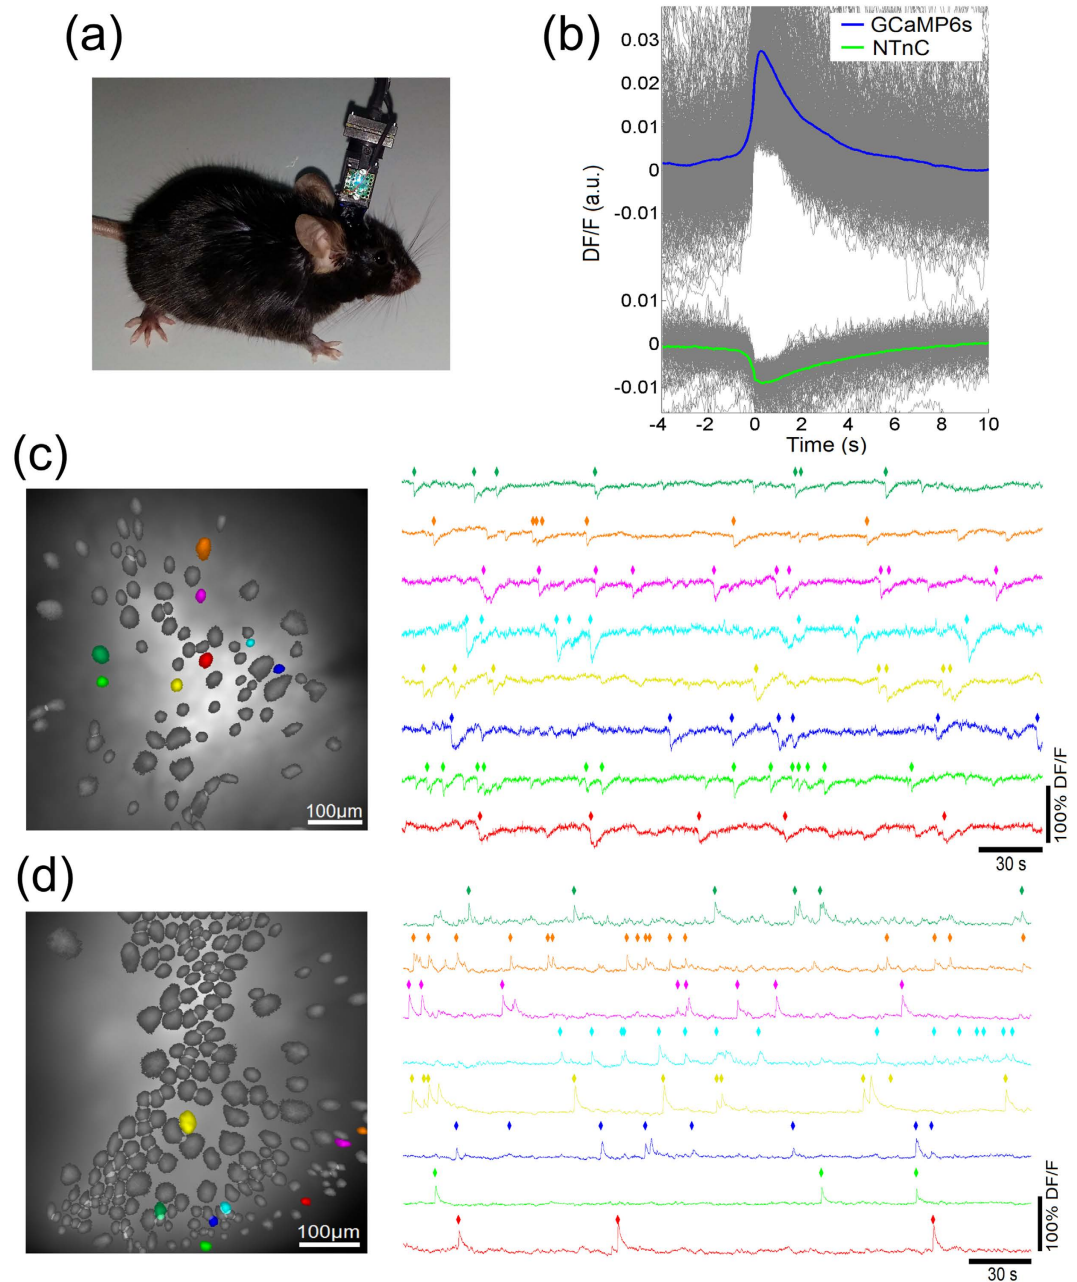 (a)
(b)
GCaMP6s
NTnC
0.03
0.02
0.01
0
-0.01
0.01
0
-0.01
DF/F (a.u.)
-4 -2 0 2 4 6 8 10
Time (s)
(c)
100µm
100% DF/F
30 s
(d)
100µm
100% DF/F
30 s